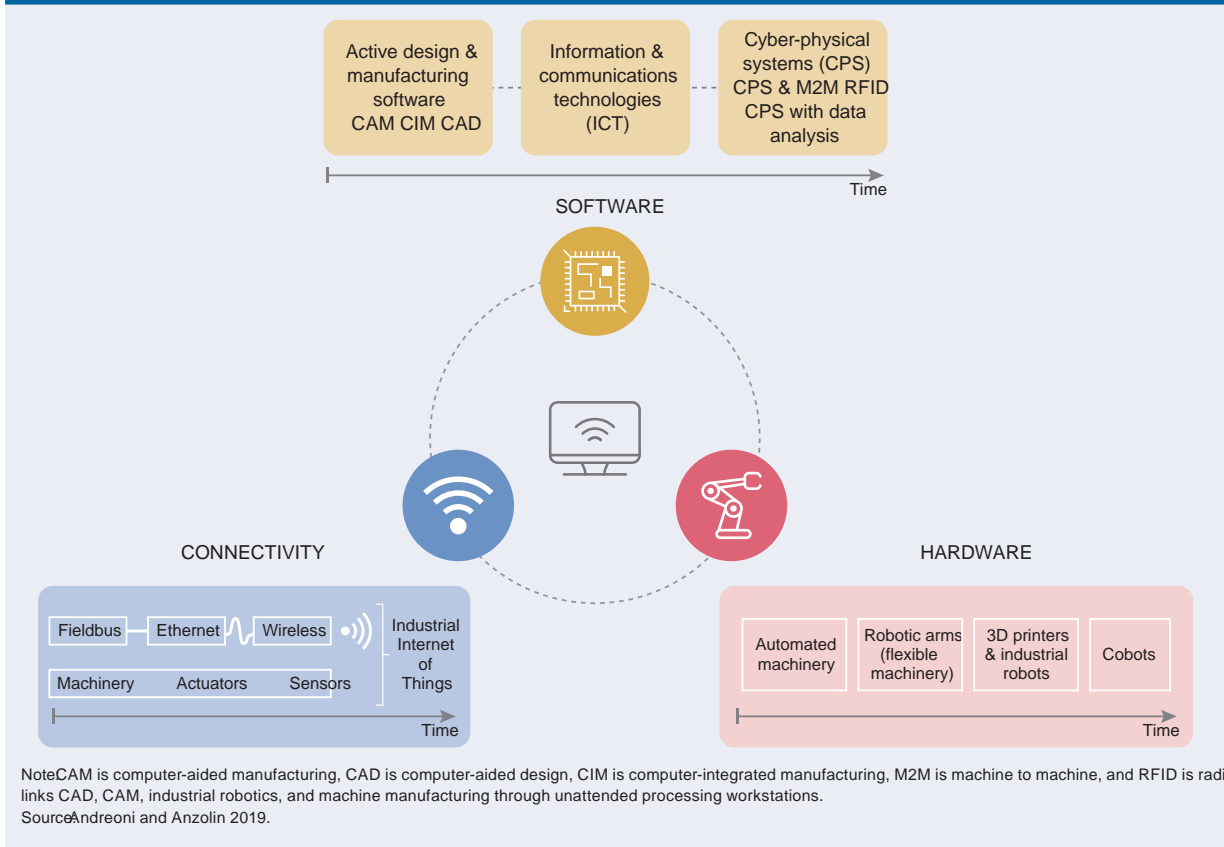 Active design &
manufacturing
software
CAM CIM CAD
Information &
communications
technologies
(ICT)
Cyber-physical
systems (CPS)
CPS & M2M RFID
CPS with data
analysis
Time
SOFTWARE
CONNECTIVITY
Fieldbus
Ethernet
Wireless
Machinery
Actuators
Sensors
Industrial
Internet
of
Things
Time
HARDWARE
Automated
machinery
Robotic arms
(flexible
machinery)
3D printers
& industrial
robots
Cobots
Time
Note CAM is computer-aided manufacturing, CAD is computer-aided design, CIM is computer-integrated manufacturing, M2M is machine to machine, and RFID is radi
links CAD, CAM, industrial robotics, and machine manufacturing through unattended processing workstations.
Source Andreoni and Anzolin 2019.